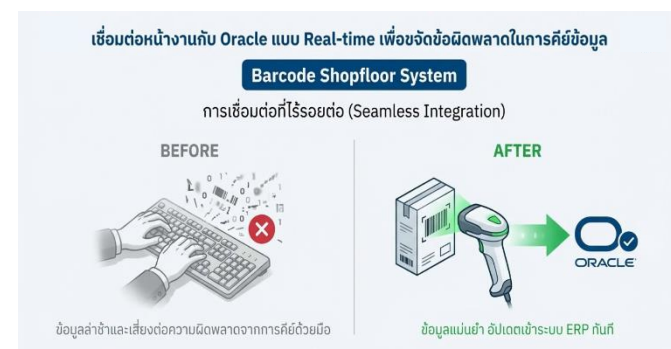 เชื่อมต่อหน้างานกับ Oracle แบบ Real-time เพื่อขจัดข้อผิดพลาดในการคีย์ข้อมูล
Barcode Shopfloor System
การเชื่อมต่อที่ไร้รอยต่อ (Seamless Integration)
BEFORE
AFTER
ORACLE
ข้อมูลล่าช้าและเสี่ยงต่อความผิดพลาดจากการคีย์ด้วยมือ
ข้อมูลแม่นยำ อัปเดตเข้าระบบ ERP ทันที